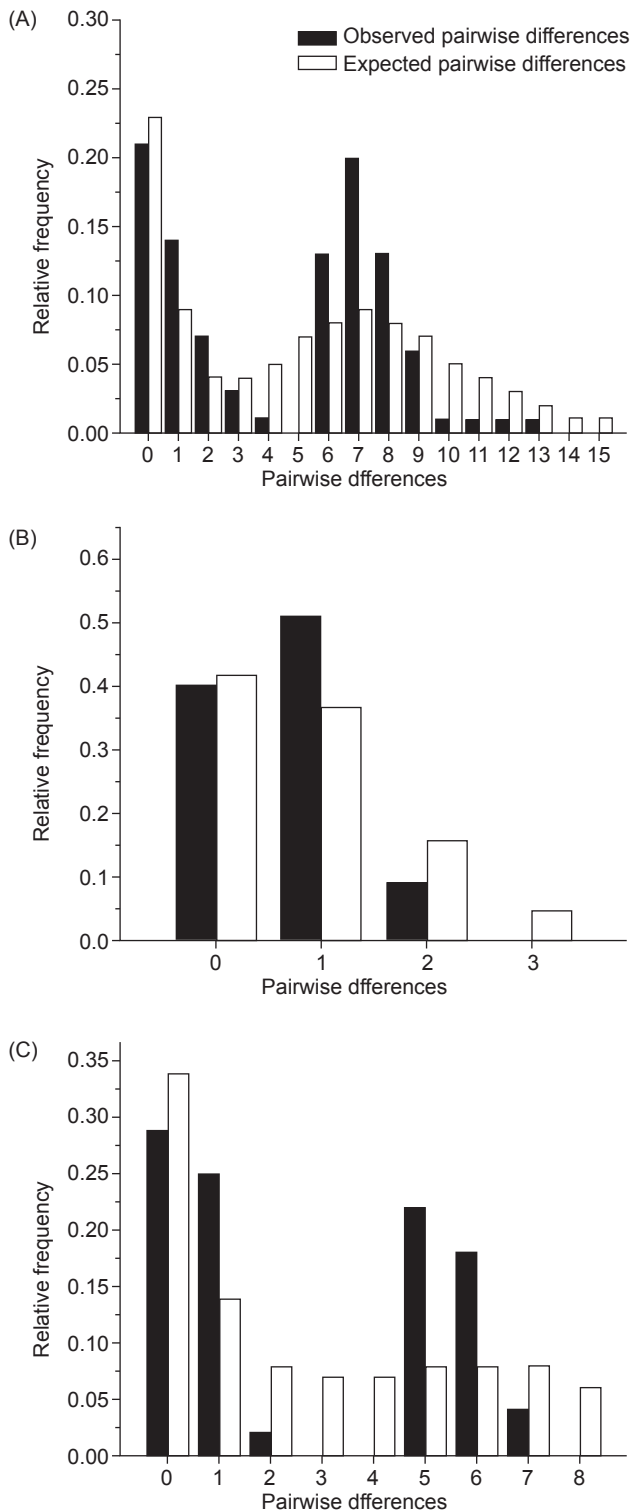 (A)
0.30
Observed pairwise differences
Expected pairwise differences
0.25
0.20
0.15
0.10
0.05
0.00
Relative frequency
0 1 2 3 4 5 6 7 8 9 10 11 12 13 14 15
Pairwise dfferences
(B)
0.6
0.5
0.4
0.3
0.2
0.1
0.0
Relative frequency
0 1 2 3
Pairwise dfferences
(C)
0.35
0.30
0.25
0.20
0.15
0.10
0.05
0.00
Relative frequency
0 1 2 3 4 5 6 7 8
Pairwise dfferences